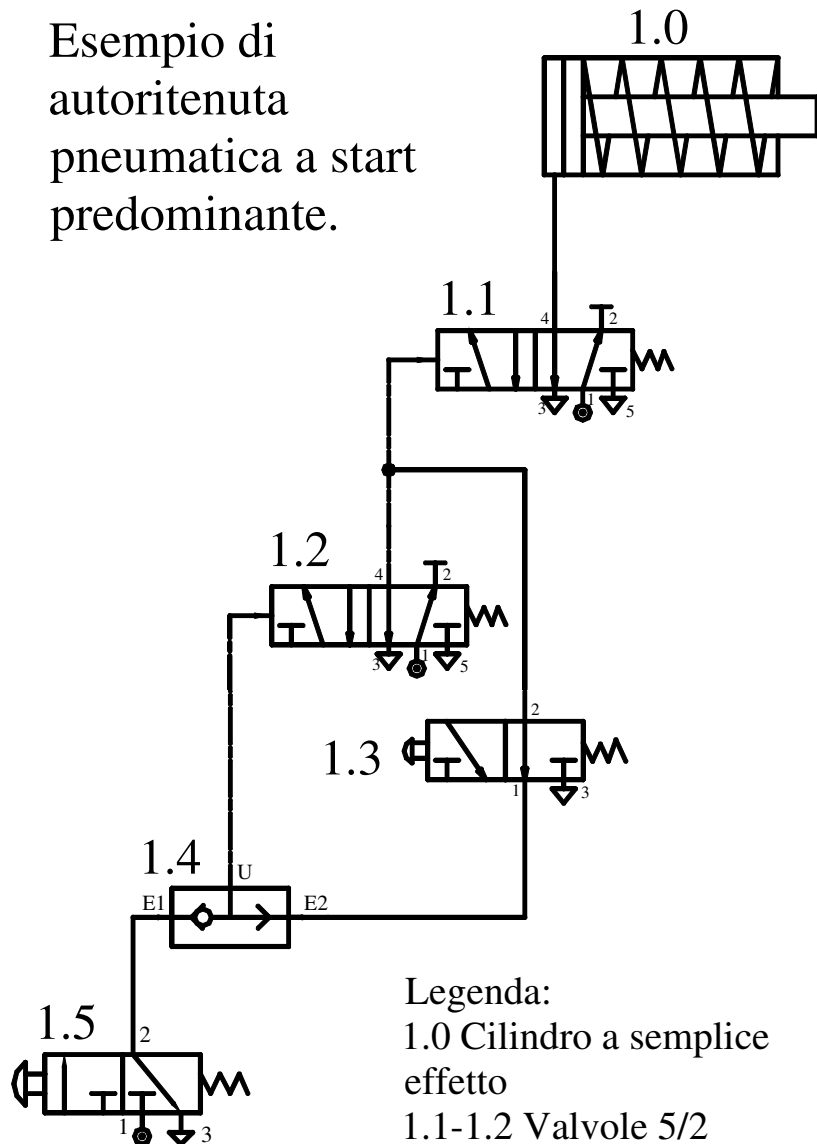 Esempio di
autoritenuta
pneumatica a start
predominante.
1.0
1.1
4
2
3
1
5
1.2
4
2
3
1
5
1.3
2
1
3
1.4
U
E1
E2
1.5
2
1
3
Legenda:
1.0 Cilindro a semplice
effetto
1.1-1.2 Valvole 5/2